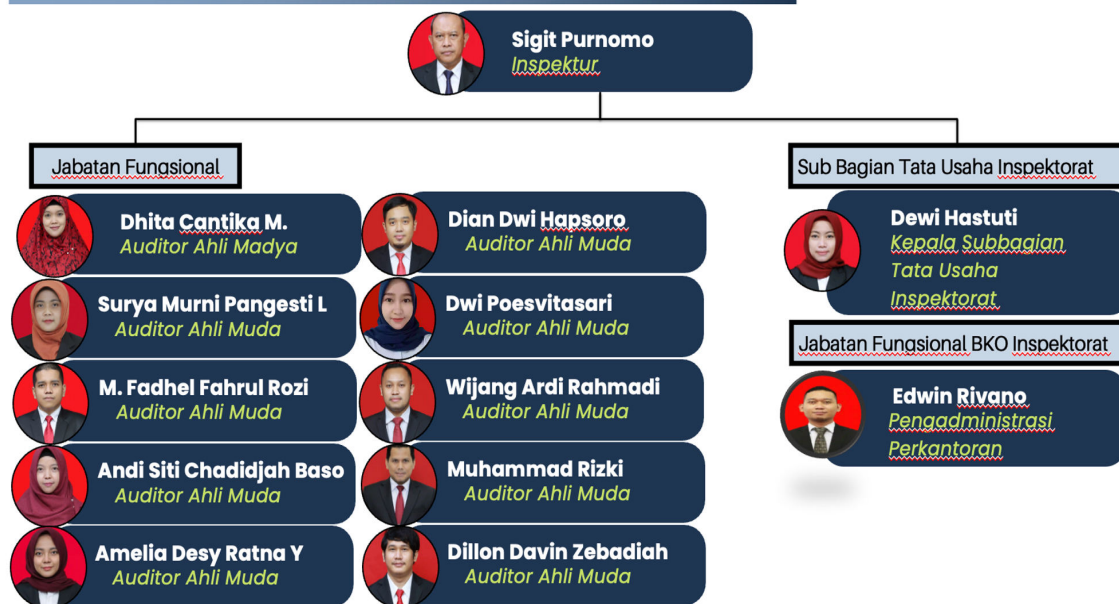 Sigit Purnomo
Inspektur
Jabatan Fungsional
Dhita Cantika M.
Auditor Ahli Madya
Surya Murni Pangesti L
Auditor Ahli Muda
M. Fadhel Fahrul Rozi
Auditor Ahli Muda
Andi Siti Chadidjah Baso
Auditor Ahli Muda
Amelia Desy Ratna Y
Auditor Ahli Muda
Dian Dwi Hapsoro
Auditor Ahli Muda
Dwi Poesvitasari
Auditor Ahli Muda
Wijang Ardi Rahmadi
Auditor Ahli Muda
Muhammad Rizki
Auditor Ahli Muda
Dillon Davin Zebadiah
Auditor Ahli Muda
Sub Bagian Tata Usaha Inspektorat
Dewi Hastuti
Kepala Subbagian
Tata Usaha
Inspektorat
Jabatan Fungsional BKO Inspektorat
Edwin Rivano
Pengadministrasi
Perkantoran